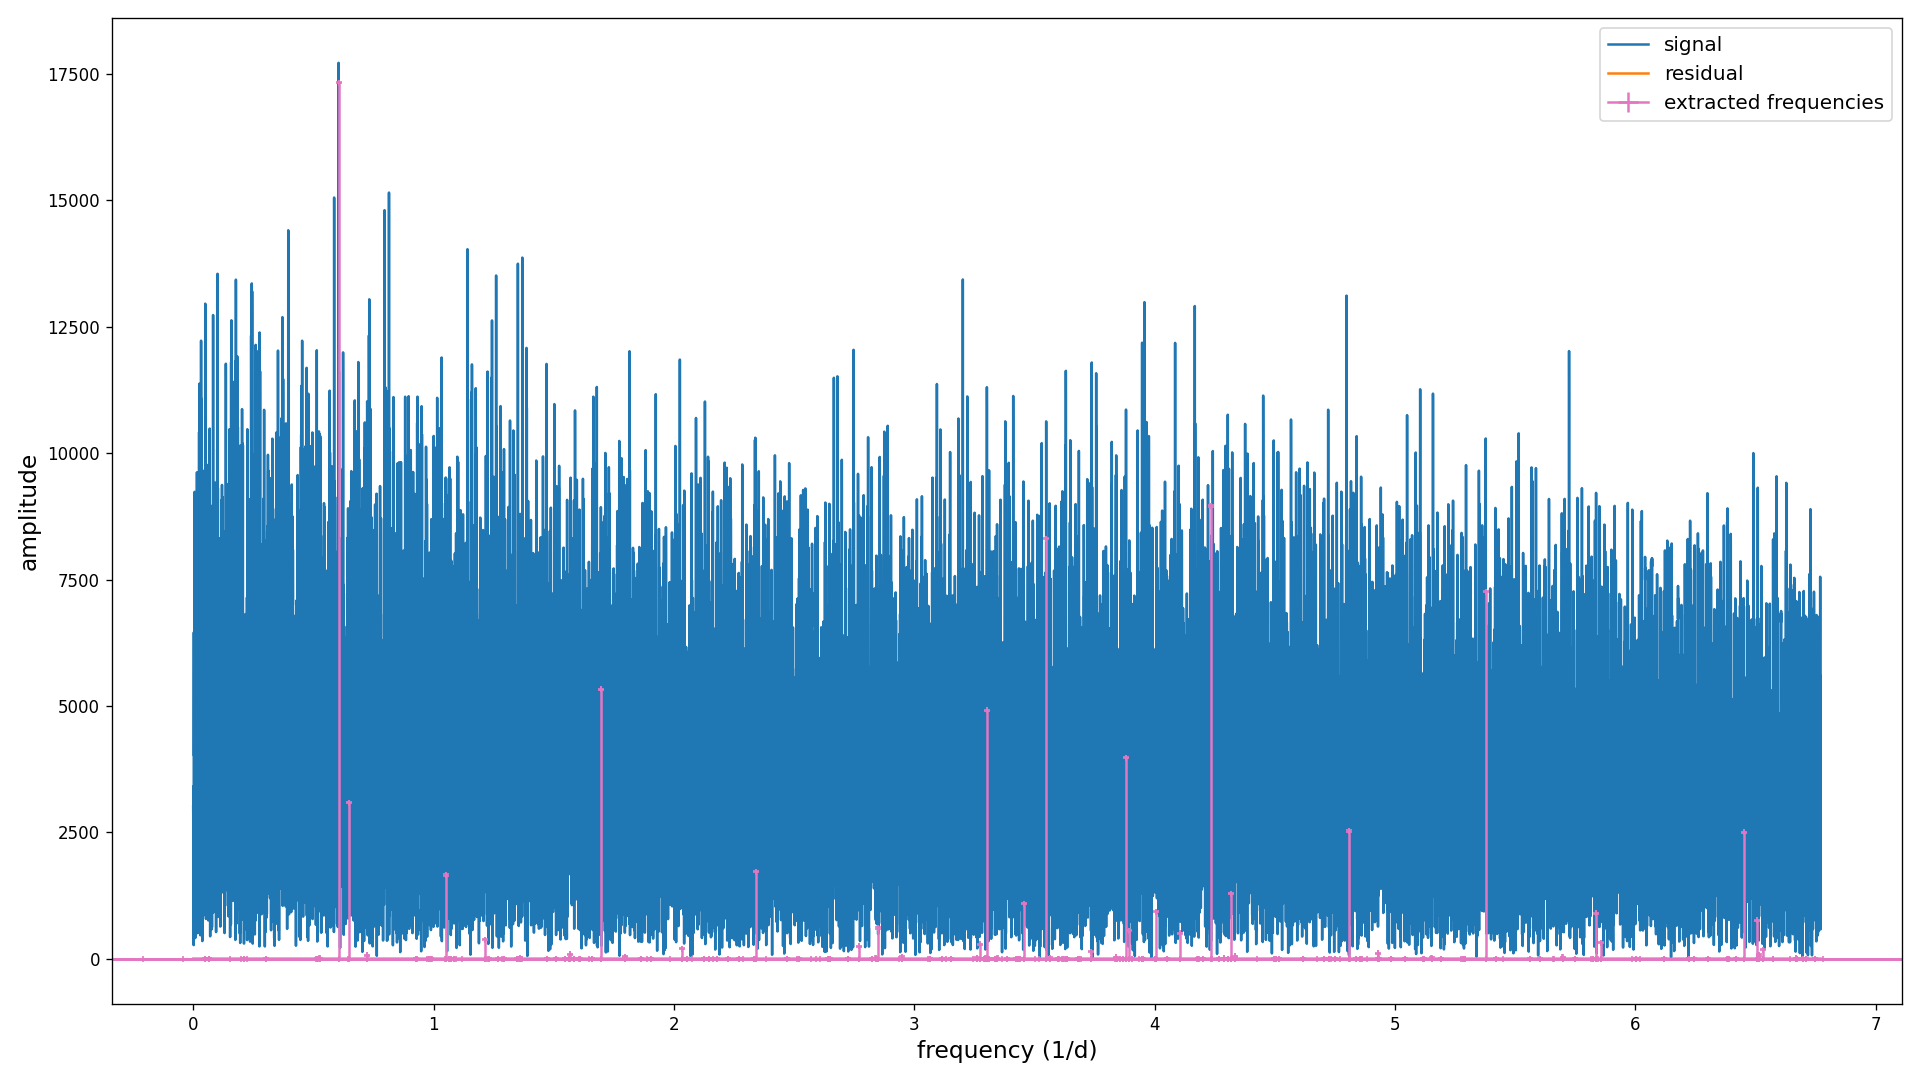 signal
residual
extracted frequencies
17500
15000
12500
10000
7500
5000
2500
0
amplitude
0 1 2 3 4 5 6 7
frequency (1/d)